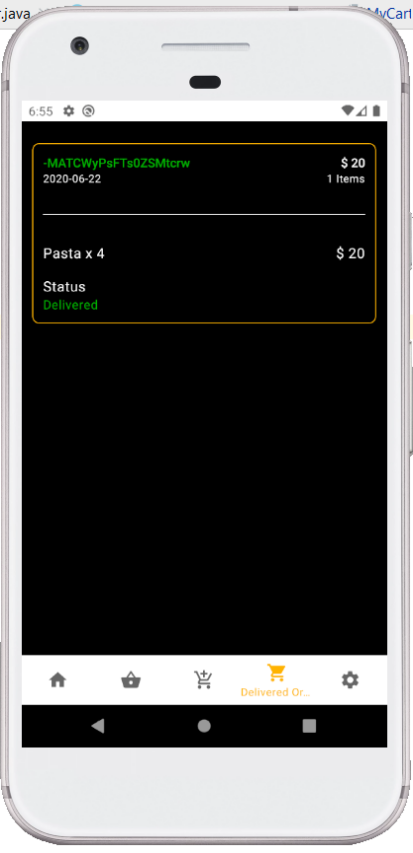 r.java
MyCart
6:55
-MATCWyPsFTs0ZSMtcrw $ 20
2020-06-22 1 Items
Pasta x 4 $ 20
Status
Delivered
Delivered Or...